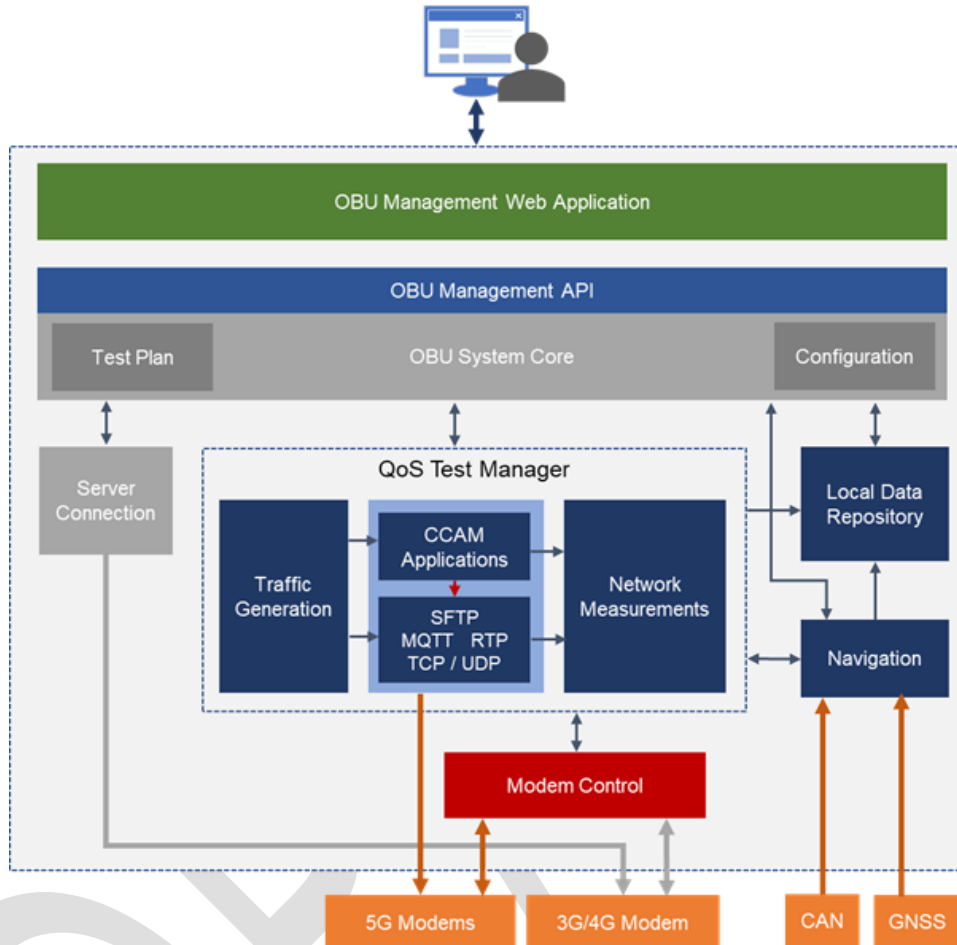 OBU Management Web Application
OBU Management API
Test Plan
OBU System Core
Configuration
Server
Connection
QoS Test Manager
Local Data
Repository
Traffic
Generation
CCAM
Applications
SFTP
MQTT RTP
TCP / UDP
Network
Measurements
Navigation
Modem Control
5G Modems
3G/4G Modem
CAN
GNSS